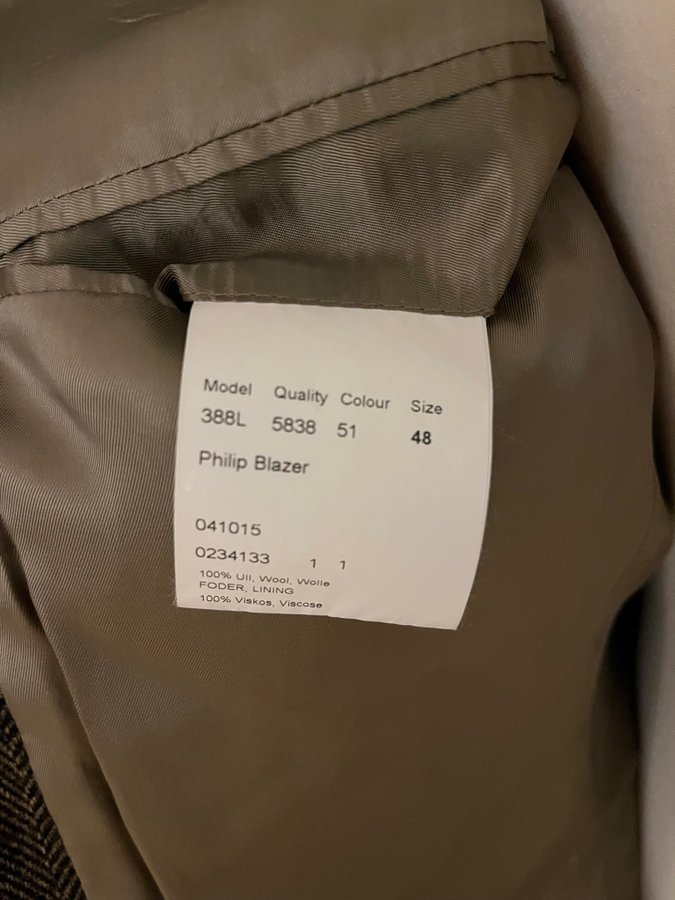 Model Quality Colour Size
388L 5838 51 48
Philip Blazer
041015
0234133 1 1
100% Ull, Wool, Wolle
FODER, LINING
100% Viskos, Viscose